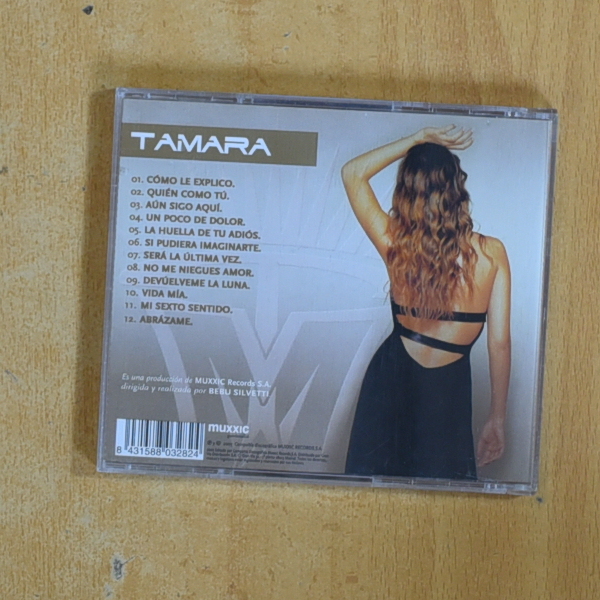 TAMARA
01. CÓMO LE EXPLICO.
02. QUIÉN COMO TÚ.
03. AÚN SIGO AQUÍ.
04. UN POCO DE DOLOR.
05. LA HUELLA DE TU ADIÓS.
06. SI PUDIERA IMAGINARTE.
07. SERÁ LA ÚLTIMA VEZ.
08. NO ME NIEGUES AMOR.
09. DEVÚELVEME LA LUNA.
10. VIDA MÍA.
11. MI SEXTO SENTIDO.
12. ABRÁZAME.
Es una producción de MUXXIC Records S.A.
dirigida y realizada por BEBU SILVETTI
muxxic
8 431588 032824